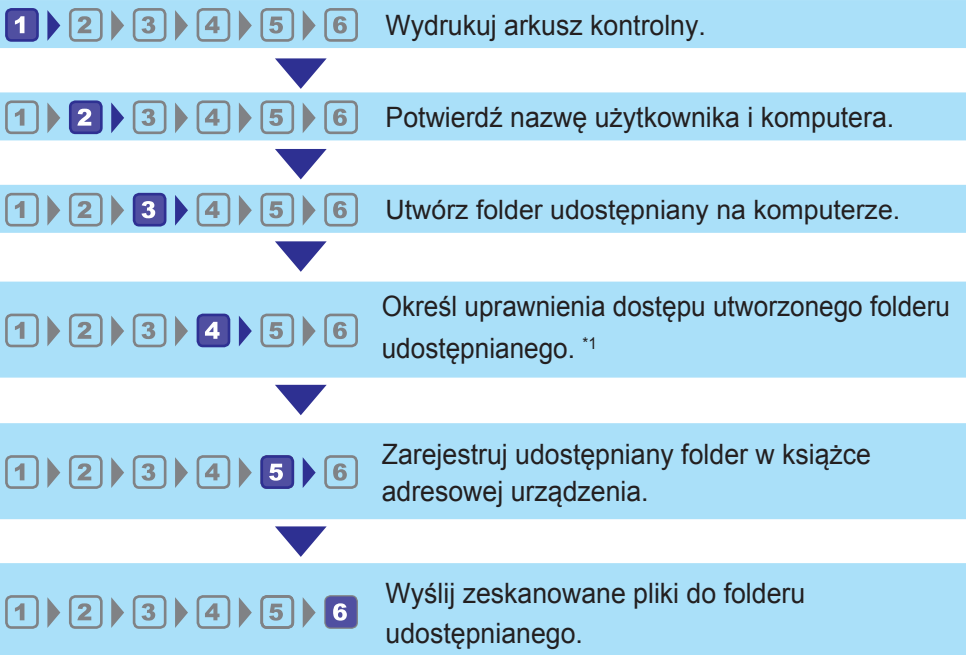 1 2 3 4 5 6 Wydrukuj arkusz kontrolny.
1 2 3 4 5 6 Potwierdź nazwę użytkownika i komputera.
1 2 3 4 5 6 Utwórz folder udostępniany na komputerze.
Określ uprawnienia dostępu utworzonego folderu
1 2 3 4 5 6 udostępnianego. *1
1 2 3 4 5 6 Zarejestruj udostępniany folder w książce
adresowej urządzenia.
1 2 3 4 5 6 Wyślij zeskanowane pliki do folderu
udostępnianego.